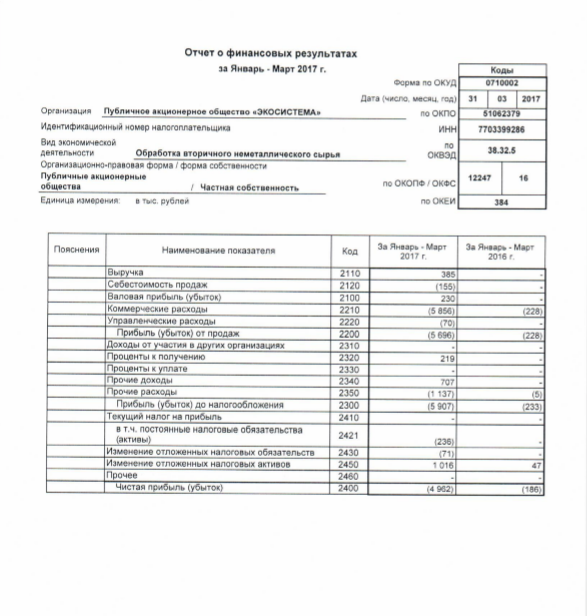 Отчет о финансовых результатах
за Январь - Март 2017 г.
Коды
Форма по ОКУД 0710002
Дата (число, месяц, год) 31 03 2017
Организация Публичное акционерное общество «ЭКОСИСТЕМА» по ОКПО 51062379
Идентификационный номер налогоплательщика ИНН 7703399286
Вид экономической
деятельности Обработка вторичного неметаллического сырья по ОКВЭД 38.32.5
Организационно-правовая форма / форма собственности
Публичные акционерные
общества / Частная собственность по ОКОПФ / ОКФС 12247 16
Единица измерения: в тыс. рублей по ОКЕИ 384
Пояснения Наименование показателя Код За Январь - Март 2017 г. За Январь - Март 2016 г.
Выручка 2110 385 -
Себестоимость продаж 2120 (155) -
Валовая прибыль (убыток) 2100 230 -
Коммерческие расходы 2210 (5 856) (228)
Управленческие расходы 2220 (70) -
Прибыль (убыток) от продаж 2200 (5 696) (228)
Доходы от участия в других организациях 2310 - -
Проценты к получению 2320 219 -
Проценты к уплате 2330 - -
Прочие доходы 2340 707 -
Прочие расходы 2350 (1 137) (5)
Прибыль (убыток) до налогообложения 2300 (5 907) (233)
Текущий налог на прибыль 2410 - -
в т.ч. постоянные налоговые обязательства
(активы) 2421 (236) -
Изменение отложенных налоговых обязательств 2430 (71) -
Изменение отложенных налоговых активов 2450 1 016 47
Прочее 2460 - -
Чистая прибыль (убыток) 2400 (4 962) (186)